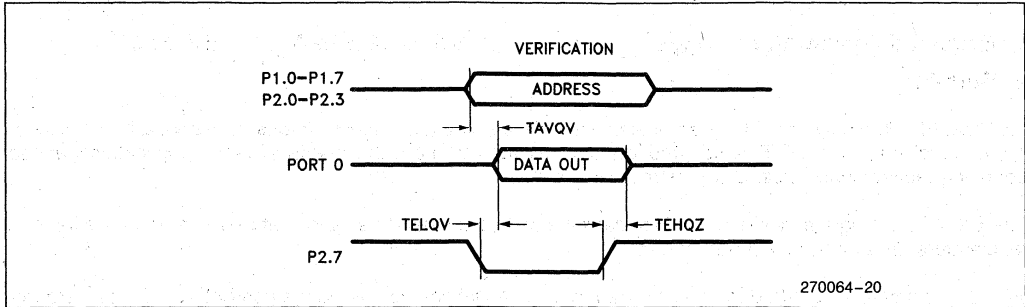 VERIFICATION
P1.0–P1.7
P2.0–P2.3
ADDRESS
TAVQV
PORT 0
DATA OUT
TELQV
TEHQZ
P2.7
270064–20